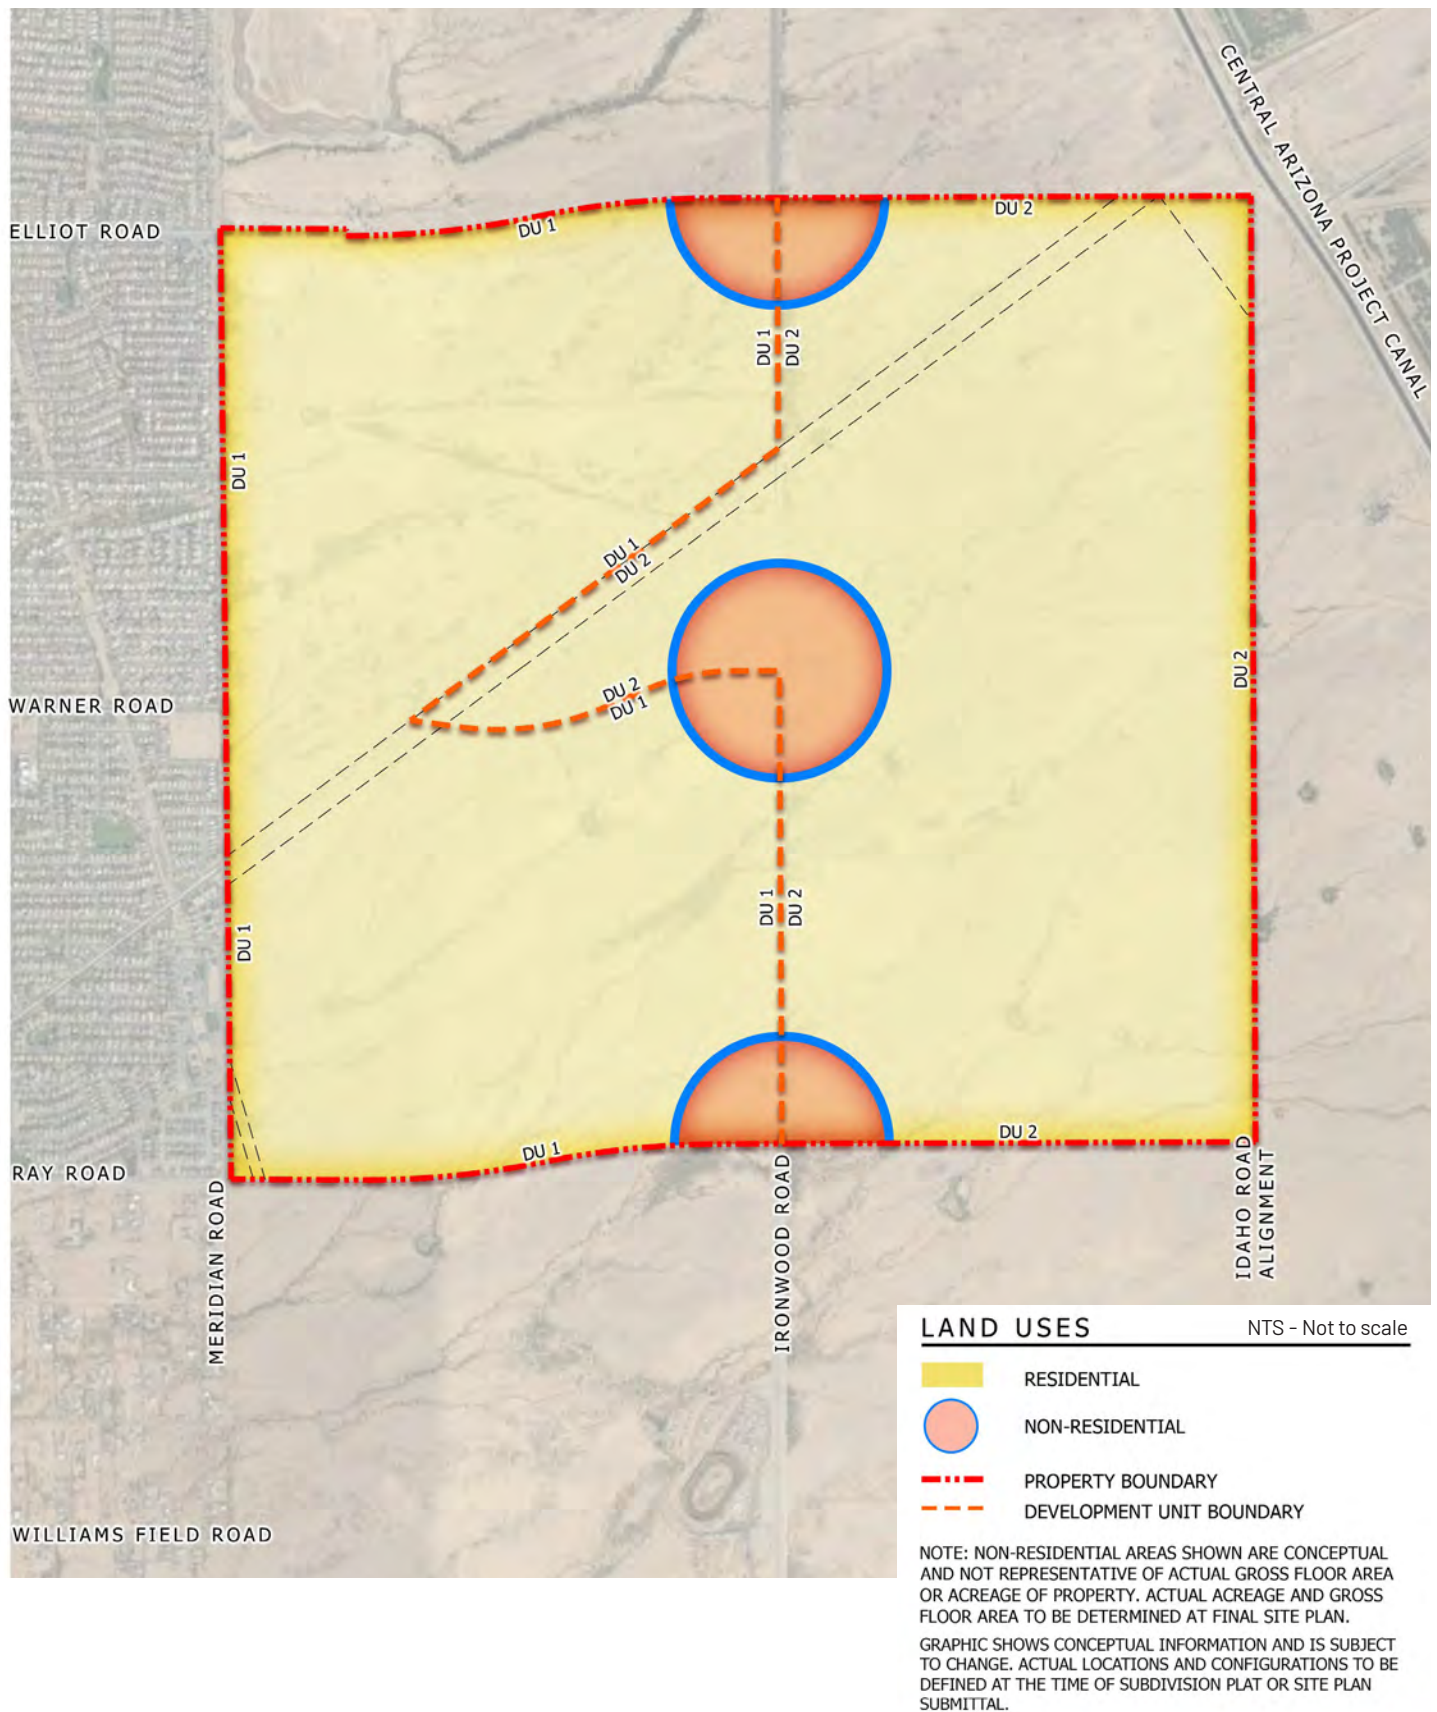 CENTRAL ARIZONA PROJECT CANAL
DU 2
DU 1
ELLIOT ROAD
DU 1
DU 2
DU 1
DU 1
DU 2
DU 2
DU 2
DU 1
WARNER ROAD
DU 1
DU 2
DU 1
DU 2
DU 1
RAY ROAD
MERIDIAN ROAD
IRONWOOD ROAD
IDAHO ROAD
ALIGNMENT
LAND USES
NTS - Not to scale
RESIDENTIAL
NON-RESIDENTIAL
PROPERTY BOUNDARY
DEVELOPMENT UNIT BOUNDARY
WILLIAMS FIELD ROAD
NOTE: NON-RESIDENTIAL AREAS SHOWN ARE CONCEPTUAL
AND NOT REPRESENTATIVE OF ACTUAL GROSS FLOOR AREA
OR ACREAGE OF PROPERTY. ACTUAL ACREAGE AND GROSS
FLOOR AREA TO BE DETERMINED AT FINAL SITE PLAN.
GRAPHIC SHOWS CONCEPTUAL INFORMATION AND IS SUBJECT
TO CHANGE. ACTUAL LOCATIONS AND CONFIGURATIONS TO BE
DEFINED AT THE TIME OF SUBDIVISION PLAT OR SITE PLAN
SUBMITTAL.